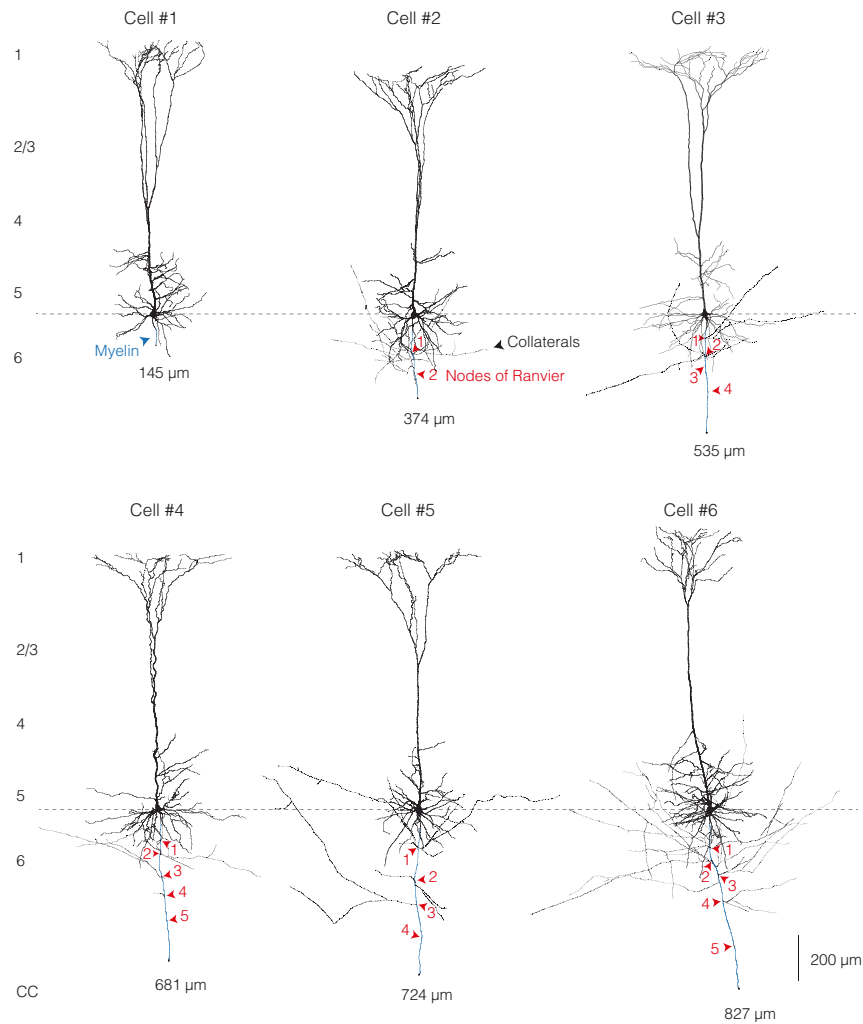 Cell #1
Cell #2
Cell #3
1
2/3
4
5
6
Myelin
145 µm
1
2
Collaterals
Nodes of Ranvier
374 µm
1
2
3
4
535 µm
Cell #4
Cell #5
Cell #6
1
2/3
4
5
6
CC
1
2
3
4
5
681 µm
1
2
3
4
724 µm
1
2
3
4
5
827 µm
200 µm